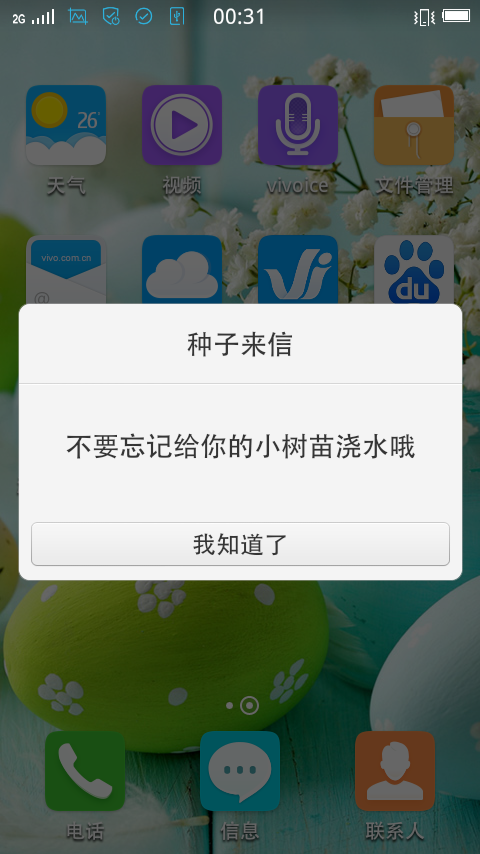 2G 00:31
26°
天气 视频 vivoice 文件管理
vivo.com.cn
@
du
种子来信
不要忘记给你的小树苗浇水哦
我知道了
电话 信息 联系人